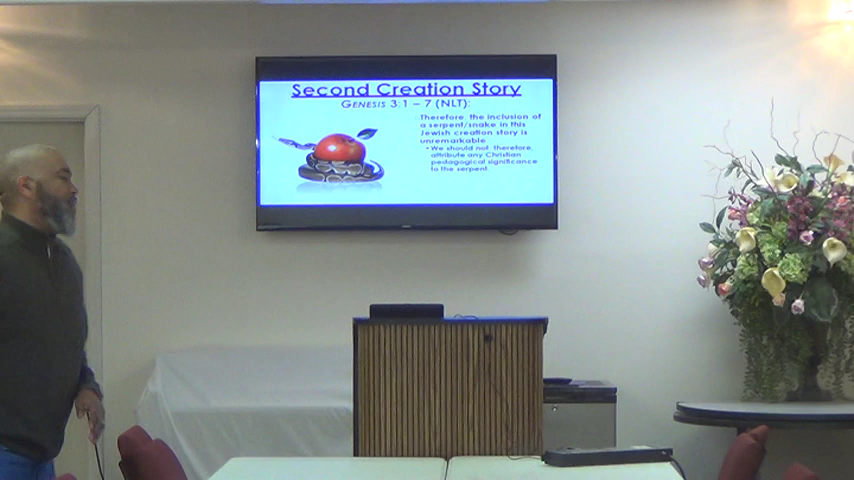 Second Creation Story
GENESIS 3:1 – 7 (NLT):
Therefore, the inclusion of
a serpent/snake in this
Jewish creation story is
unremarkable.
• We should not, therefore,
attribute any Christian
pedagogical significance
to the serpent.